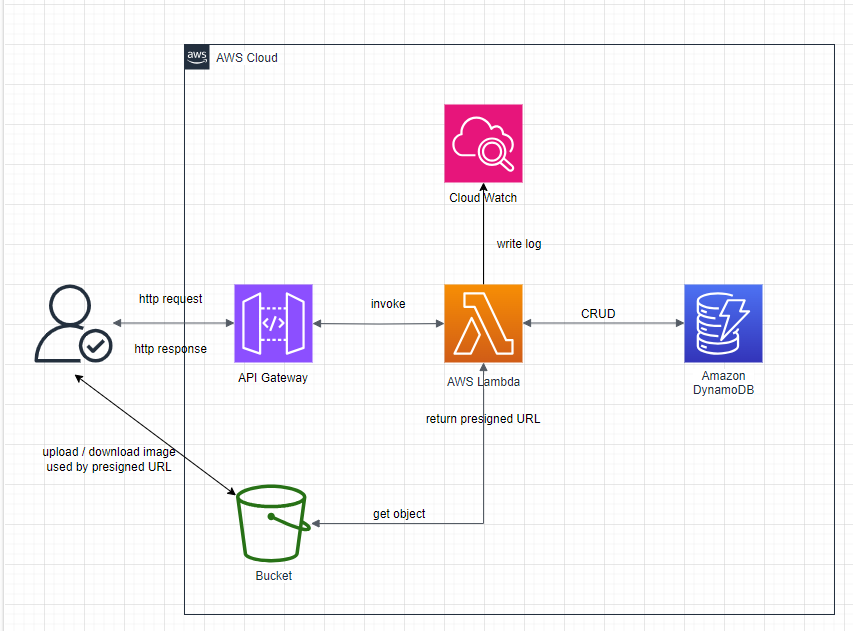 aws
AWS Cloud
Cloud Watch
write log
http request
invoke
CRUD
http response
API Gateway
AWS Lambda
Amazon
DynamoDB
return presigned URL
upload / download image
used by presigned URL
get object
Bucket